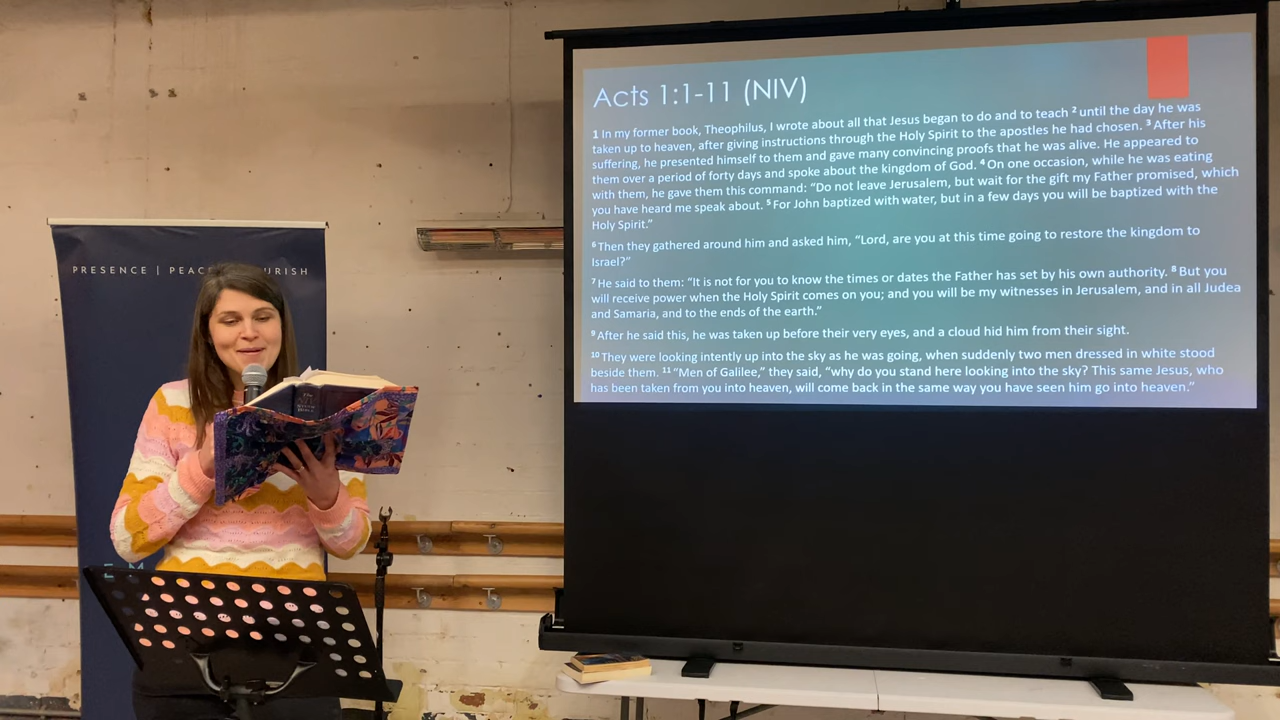 PRESENCE | PEAC URISH
EM
Acts 1:1-11 (NIV)
1 In my former book, Theophilus, I wrote about all that Jesus began to do and to teach 2 until the day he was
taken up to heaven, after giving instructions through the Holy Spirit to the apostles he had chosen. 3 After his
suffering, he presented himself to them and gave many convincing proofs that he was alive. He appeared to
them over a period of forty days and spoke about the kingdom of God. 4 On one occasion, while he was eating
with them, he gave them this command: “Do not leave Jerusalem, but wait for the gift my Father promised, which
you have heard me speak about. 5 For John baptized with water, but in a few days you will be baptized with the
Holy Spirit.”
6 Then they gathered around him and asked him, “Lord, are you at this time going to restore the kingdom to
Israel?”
7 He said to them: “It is not for you to know the times or dates the Father has set by his own authority. 8 But you
will receive power when the Holy Spirit comes on you; and you will be my witnesses in Jerusalem, and in all Judea
and Samaria, and to the ends of the earth.”
9 After he said this, he was taken up before their very eyes, and a cloud hid him from their sight.
10 They were looking intently up into the sky as he was going, when suddenly two men dressed in white stood
beside them. 11 “Men of Galilee,” they said, “why do you stand here looking into the sky? This same Jesus, who
has been taken from you into heaven, will come back in the same way you have seen him go into heaven.”